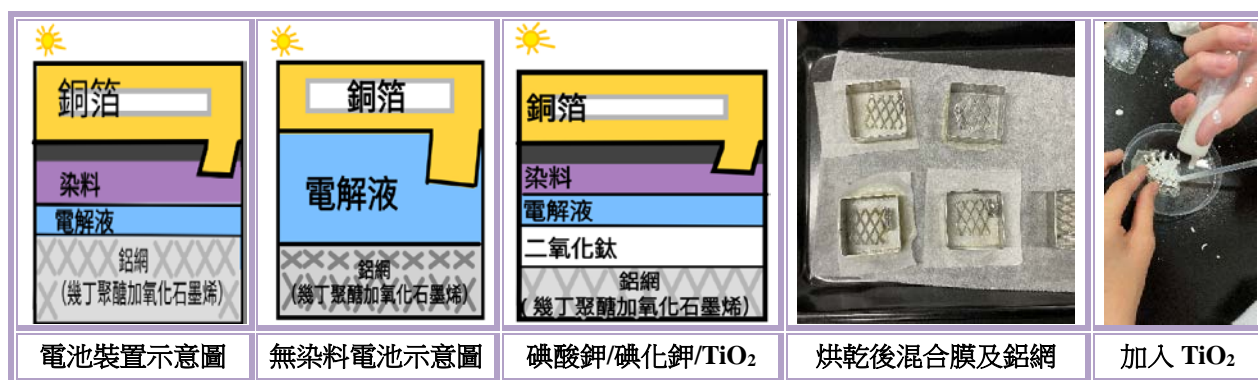 銅箔
染料
電解液
鋁網
(幾丁聚醣加氧化石墨烯)
銅箔
電解液
鋁網
(幾丁聚醣加氧化石墨烯)
銅箔
染料
電解液
二氧化鈦
鋁網
(幾丁聚醣加氧化石墨烯)
電池裝置示意圖
無染料電池示意圖
碘酸鉀/碘化鉀/TiO₂
烘乾後混合膜及鋁網
加入 TiO₂